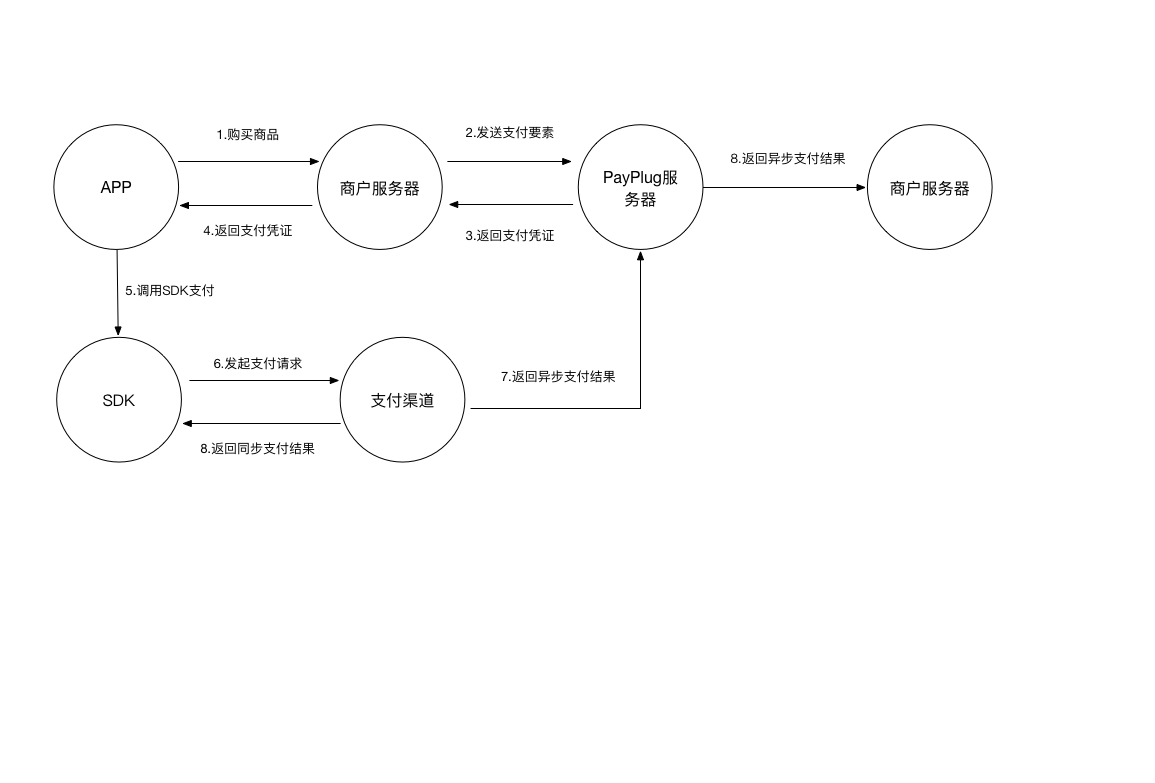 1.购买商品
2.发送支付要素
8.返回异步支付结果
APP
商户服务器
PayPlug服
务器
商户服务器
4.返回支付凭证
3.返回支付凭证
5.调用SDK支付
6.发起支付请求
7.返回异步支付结果
SDK
支付渠道
8.返回同步支付结果